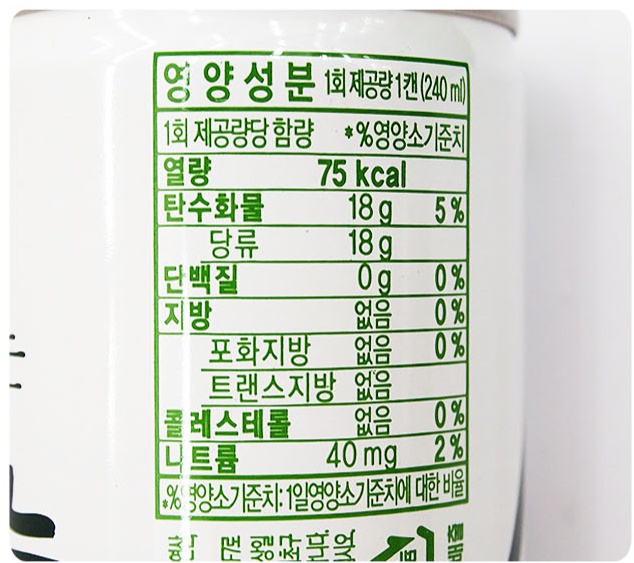 영양성분 1회 제공량 1캔 (240 ml)
1회 제공량당 함량 *%영양소기준치
열량 75 kcal
탄수화물 18 g 5 %
당류 18 g
단백질 0 g 0 %
지방 없음 0 %
포화지방 없음 0 %
트랜스지방 없음
콜레스테롤 없음 0 %
나트륨 40 mg 2 %
*%영양소기준치: 1일영양소기준치에 대한 비율